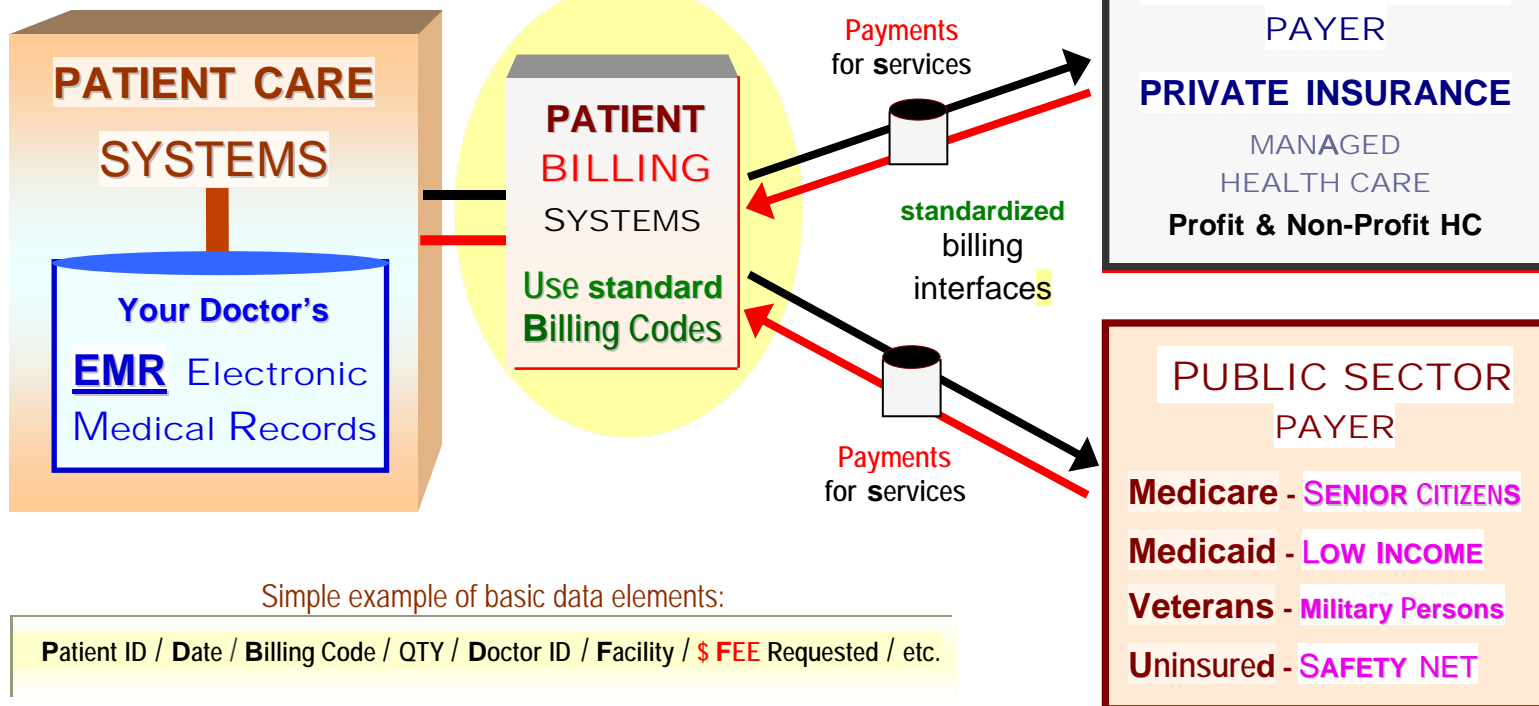 PATIENT CARE
SYSTEMS
Your Doctor's
EMR Electronic
Medical Records
PATIENT
BILLING
SYSTEMS
Use standard
Billing Codes
Payments
for services
standardized
billing
interfaces
Payments
for services
PAYER
PRIVATE INSURANCE
MANAGED
HEALTH CARE
Profit & Non-Profit HC
PUBLIC SECTOR
PAYER
Medicare - SENIOR CITIZENS
Medicaid - LOW INCOME
Veterans - Military Persons
Uninsured - SAFETY NET
Simple example of basic data elements:
Patient ID / Date / Billing Code / QTY / Doctor ID / Facility / $ FEE Requested / etc.